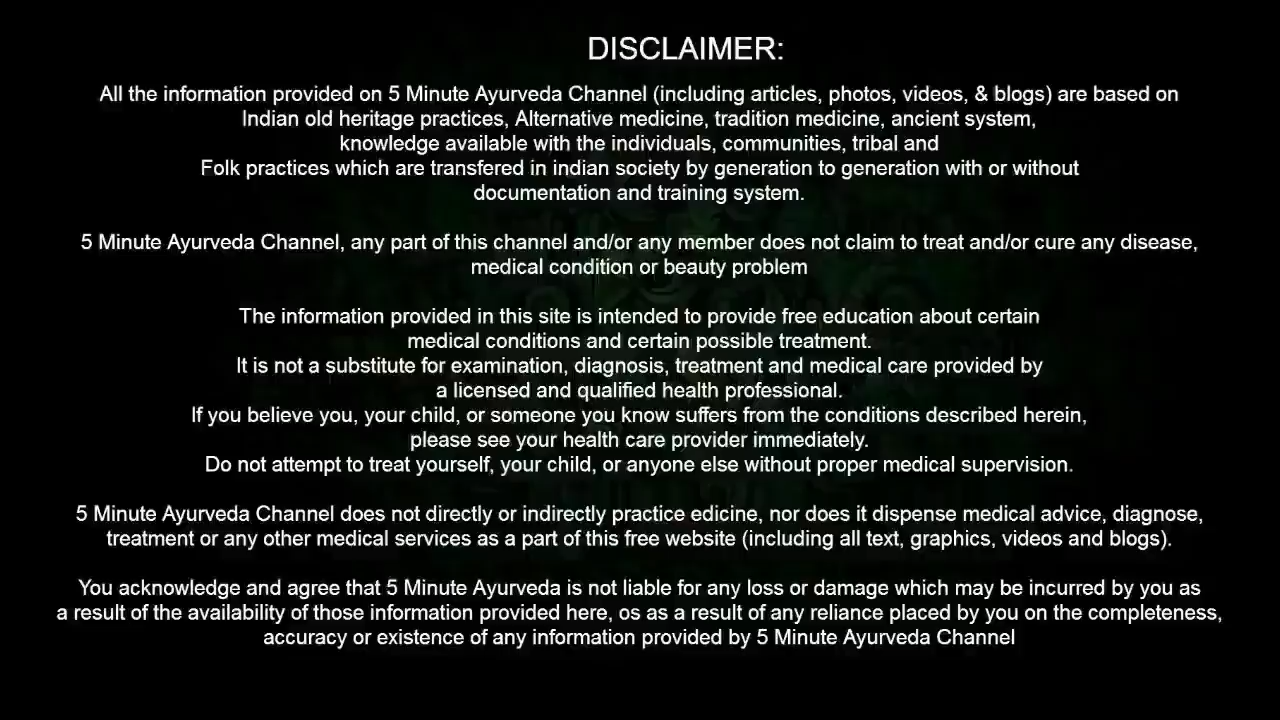 DISCLAIMER:
All the information provided on 5 Minute Ayurveda Channel (including articles, photos, videos, & blogs) are based on
Indian old heritage practices, Alternative medicine, tradition medicine, ancient system,
knowledge available with the individuals, communities, tribal and
Folk practices which are transfered in indian society by generation to generation with or without
documentation and training system.
5 Minute Ayurveda Channel, any part of this channel and/or any member does not claim to treat and/or cure any disease,
medical condition or beauty problem
The information provided in this site is intended to provide free education about certain
medical conditions and certain possible treatment.
It is not a substitute for examination, diagnosis, treatment and medical care provided by
a licensed and qualified health professional.
If you believe you, your child, or someone you know suffers from the conditions described herein,
please see your health care provider immediately.
Do not attempt to treat yourself, your child, or anyone else without proper medical supervision.
5 Minute Ayurveda Channel does not directly or indirectly practice edicine, nor does it dispense medical advice, diagnose,
treatment or any other medical services as a part of this free website (including all text, graphics, videos and blogs).
You acknowledge and agree that 5 Minute Ayurveda is not liable for any loss or damage which may be incurred by you as
a result of the availability of those information provided here, os as a result of any reliance placed by you on the completeness,
accuracy or existence of any information provided by 5 Minute Ayurveda Channel